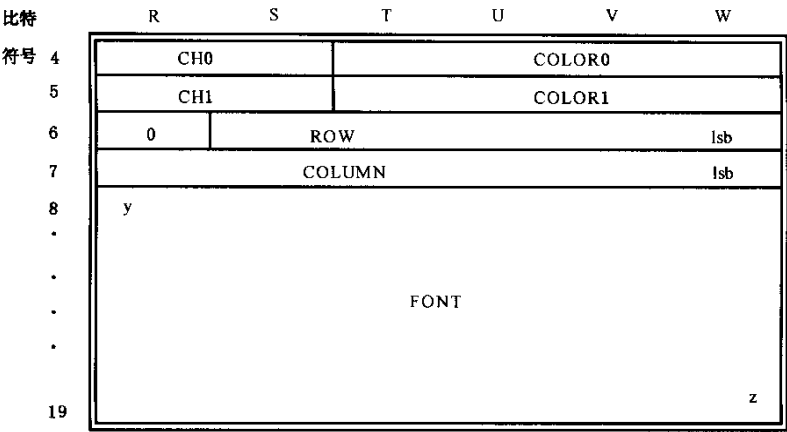 比特 R S T U V W
符号 4 CH0 COLOR0
5 CH1 COLOR1
6 0 ROW lsb
7 COLUMN lsb
8 y
FONT
z
19